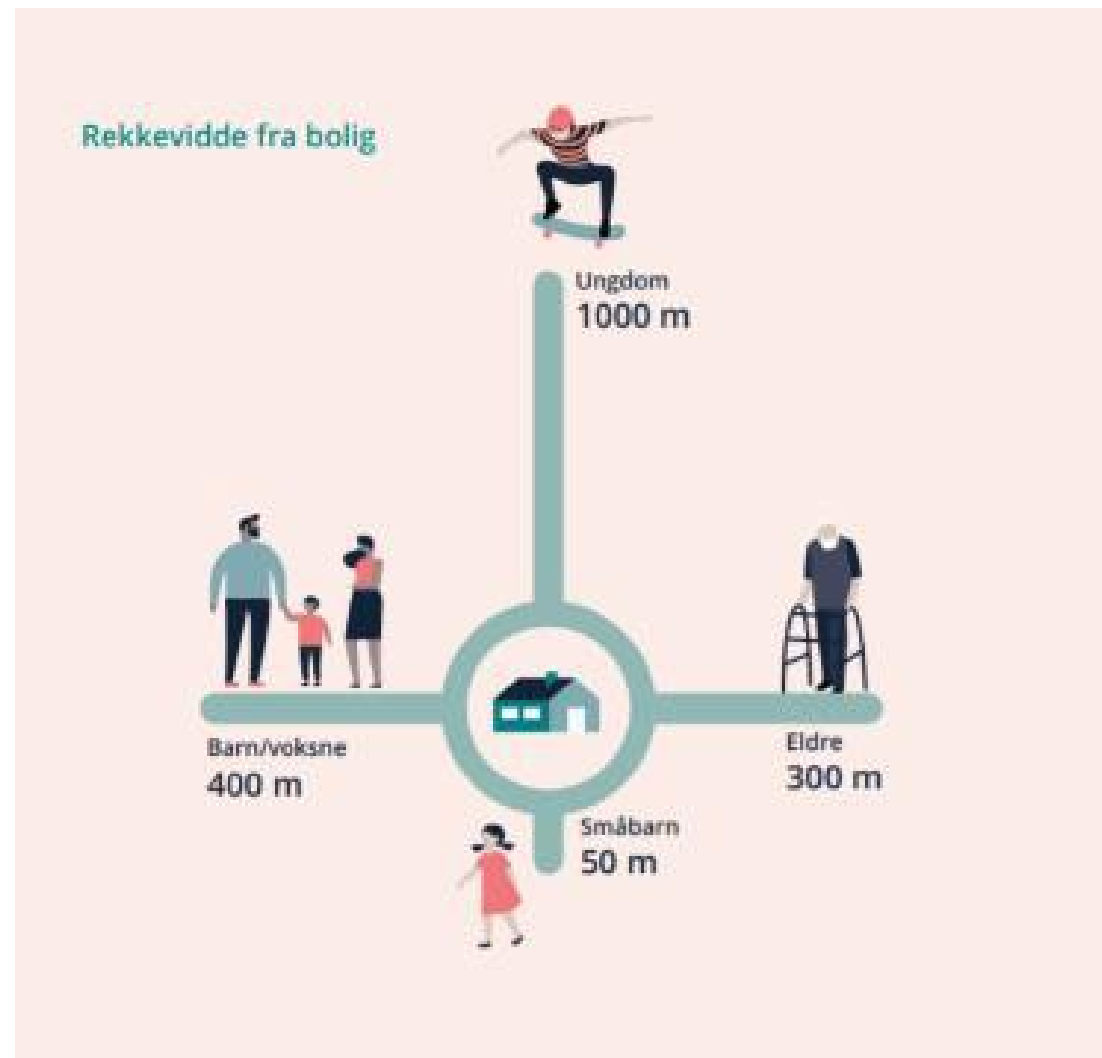 Rekkevidde fra bolig
Ungdom
1000 m
Barn/voksne
400 m
Eldre
300 m
Småbarn
50 m